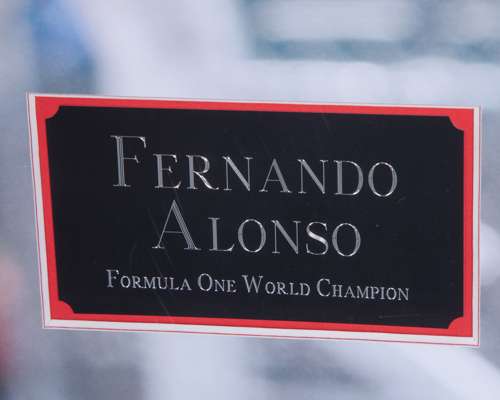 FERNANDO
ALONSO
FORMULA ONE WORLD CHAMPION